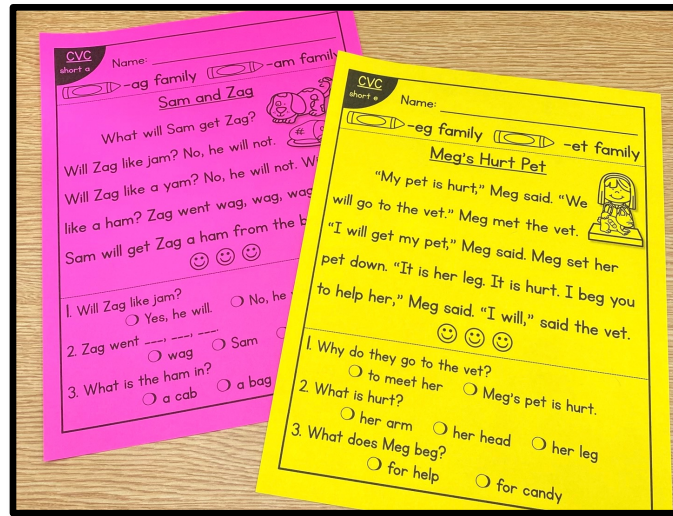 CVC
short a
Name:
-ag family -am family
Sam and Zag
What will Sam get Zag?
Will Zag like jam? No, he will not.
Will Zag like a yam? No, he will not.
like a ham? Zag went wag, wag, wag
Sam will get Zag a ham from the
1. Will Zag like jam?
Yes, he will. No, he
2. Zag went ___, ___, ___.
wag Sam
3. What is the ham in?
a cab a bag
CVC
short e
Name:
-eg family -et family
Meg's Hurt Pet
"My pet is hurt," Meg said. "We
will go to the vet." Meg met the vet.
"I will get my pet," Meg said. Meg set her
pet down. "It is her leg. It is hurt. I beg you
to help her," Meg said. "I will," said the vet.
1. Why do they go to the vet?
to meet her Meg's pet is hurt.
2. What is hurt?
her arm her head her leg
3. What does Meg beg?
for help for candy